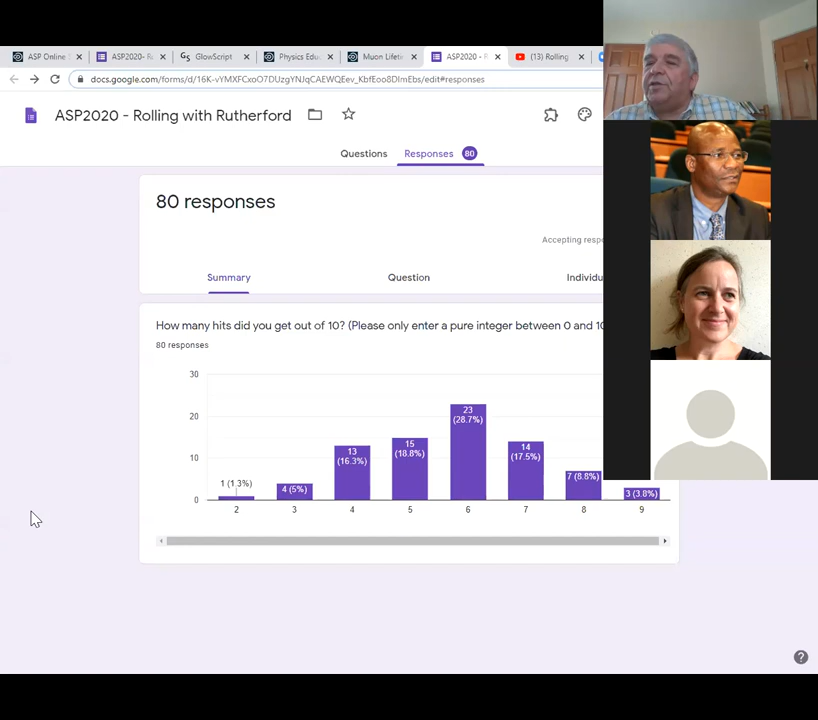 ASP Online
ASP2020- Ru
GlowScript
Physics Educ
Muon Lifeti
ASP2020 - R
(13) Rolling
docs.google.com/forms/d/16K-vYMXFCxoO7DUzgYNJqCAEWQEev_KbfEoo8DlmEbs/edit#responses
ASP2020 - Rolling with Rutherford
Questions
Responses 80
80 responses
Accepting respo
Summary
Question
Individu
How many hits did you get out of 10? (Please only enter a pure integer between 0 and 10
80 responses
30
20
10
0
1 (1.3%)
4 (5%)
13
(16.3%)
15
(18.8%)
23
(28.7%)
14
(17.5%)
7 (8.8%)
3 (3.8%)
2 3 4 5 6 7 8 9